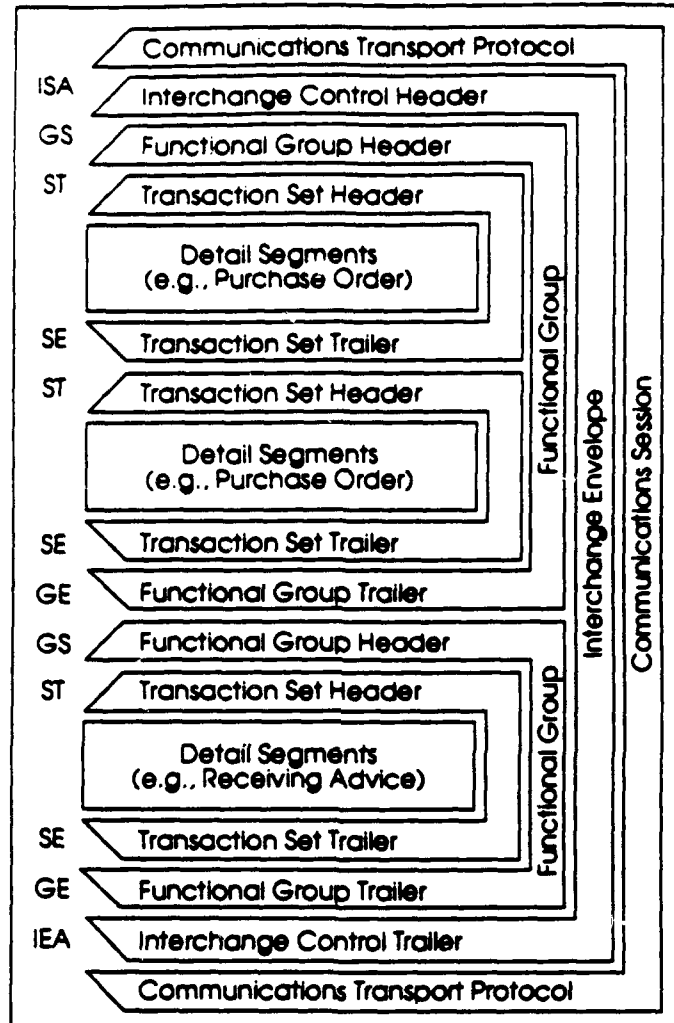 Communications Transport Protocol
ISA Interchange Control Header
GS Functional Group Header
ST Transaction Set Header
Detail Segments
(e.g., Purchase Order)
SE Transaction Set Trailer
ST Transaction Set Header
Detail Segments
(e.g., Purchase Order)
SE Transaction Set Trailer
GE Functional Group Trailer
GS Functional Group Header
ST Transaction Set Header
Detail Segments
(e.g., Receiving Advice)
SE Transaction Set Trailer
GE Functional Group Trailer
IEA Interchange Control Trailer
Communications Transport Protocol
Functional Group
Functional Group
Interchange Envelope
Communications Session